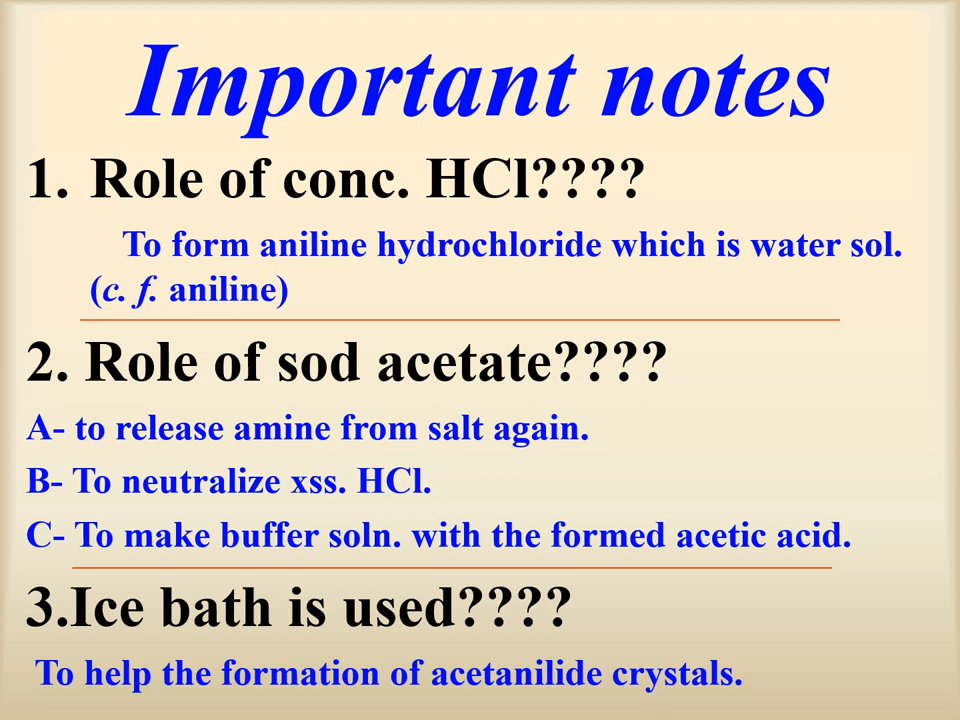 Important notes
1. Role of conc. HCl????
To form aniline hydrochloride which is water sol.
(c. f. aniline)
2. Role of sod acetate????
A- to release amine from salt again.
B- To neutralize xss. HCl.
C- To make buffer soln. with the formed acetic acid.
3.Ice bath is used????
To help the formation of acetanilide crystals.